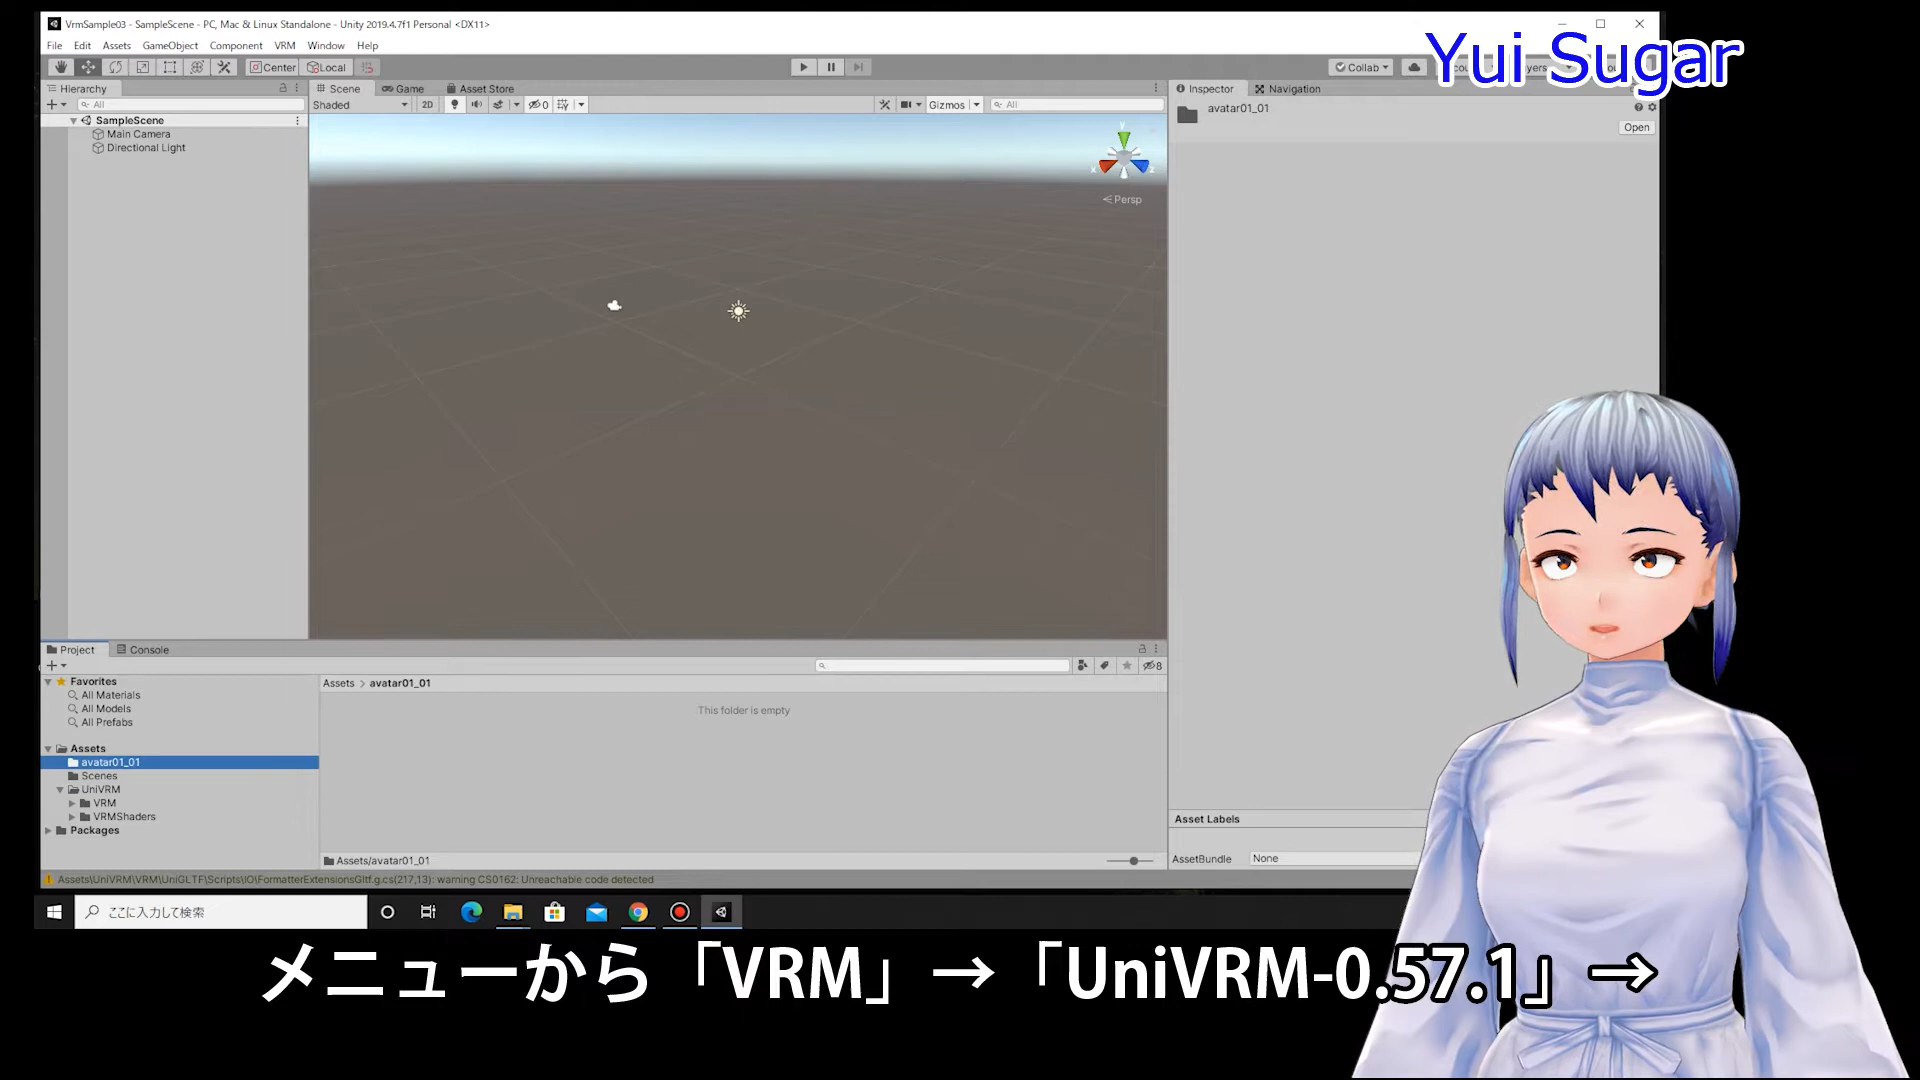 VrmSample03 - SampleScene - PC, Mac & Linux Standalone - Unity 2019.4.7f1 Personal <DX11>
Yui Sugar
File Edit Assets GameObject Component VRM Window Help
Center Local
Collab
Hierarchy
Scene Game Asset Store
Inspector Navigation
All
Shaded 2D 0 Gizmos All
avatar01_01
Open
SampleScene
Main Camera
Directional Light
y
x z
Persp
Project Console
8
Favorites
All Materials
All Models
All Prefabs
Assets > avatar01_01
This folder is empty
Assets
avatar01_01
Scenes
UniVRM
VRM
VRMShaders
Packages
Assets/avatar01_01
Asset Labels
AssetBundle None
Assets\UniVRM\VRM\UniGLTF\Scripts\IO\FormatterExtensionsGltf.g.cs(217,13): warning CS0162: Unreachable code detected
ここに入力して検索
メニューから「VRM」→「UniVRM-0.57.1」→